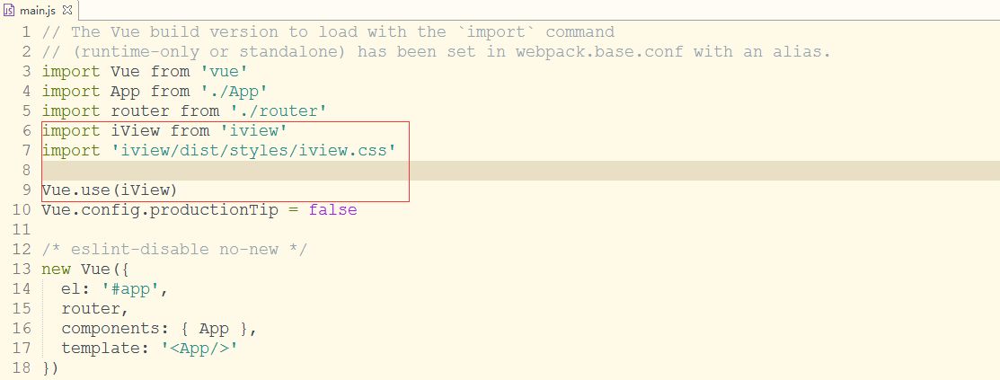 main.js
1 // The Vue build version to load with the `import` command
2 // (runtime-only or standalone) has been set in webpack.base.conf with an alias.
3 import Vue from 'vue'
4 import App from './App'
5 import router from './router'
6 import iView from 'iview'
7 import 'iview/dist/styles/iview.css'
8
9 Vue.use(iView)
10 Vue.config.productionTip = false
11
12 /* eslint-disable no-new */
13 new Vue({
14   el: '#app',
15   router,
16   components: { App },
17   template: '<App/>'
18 })